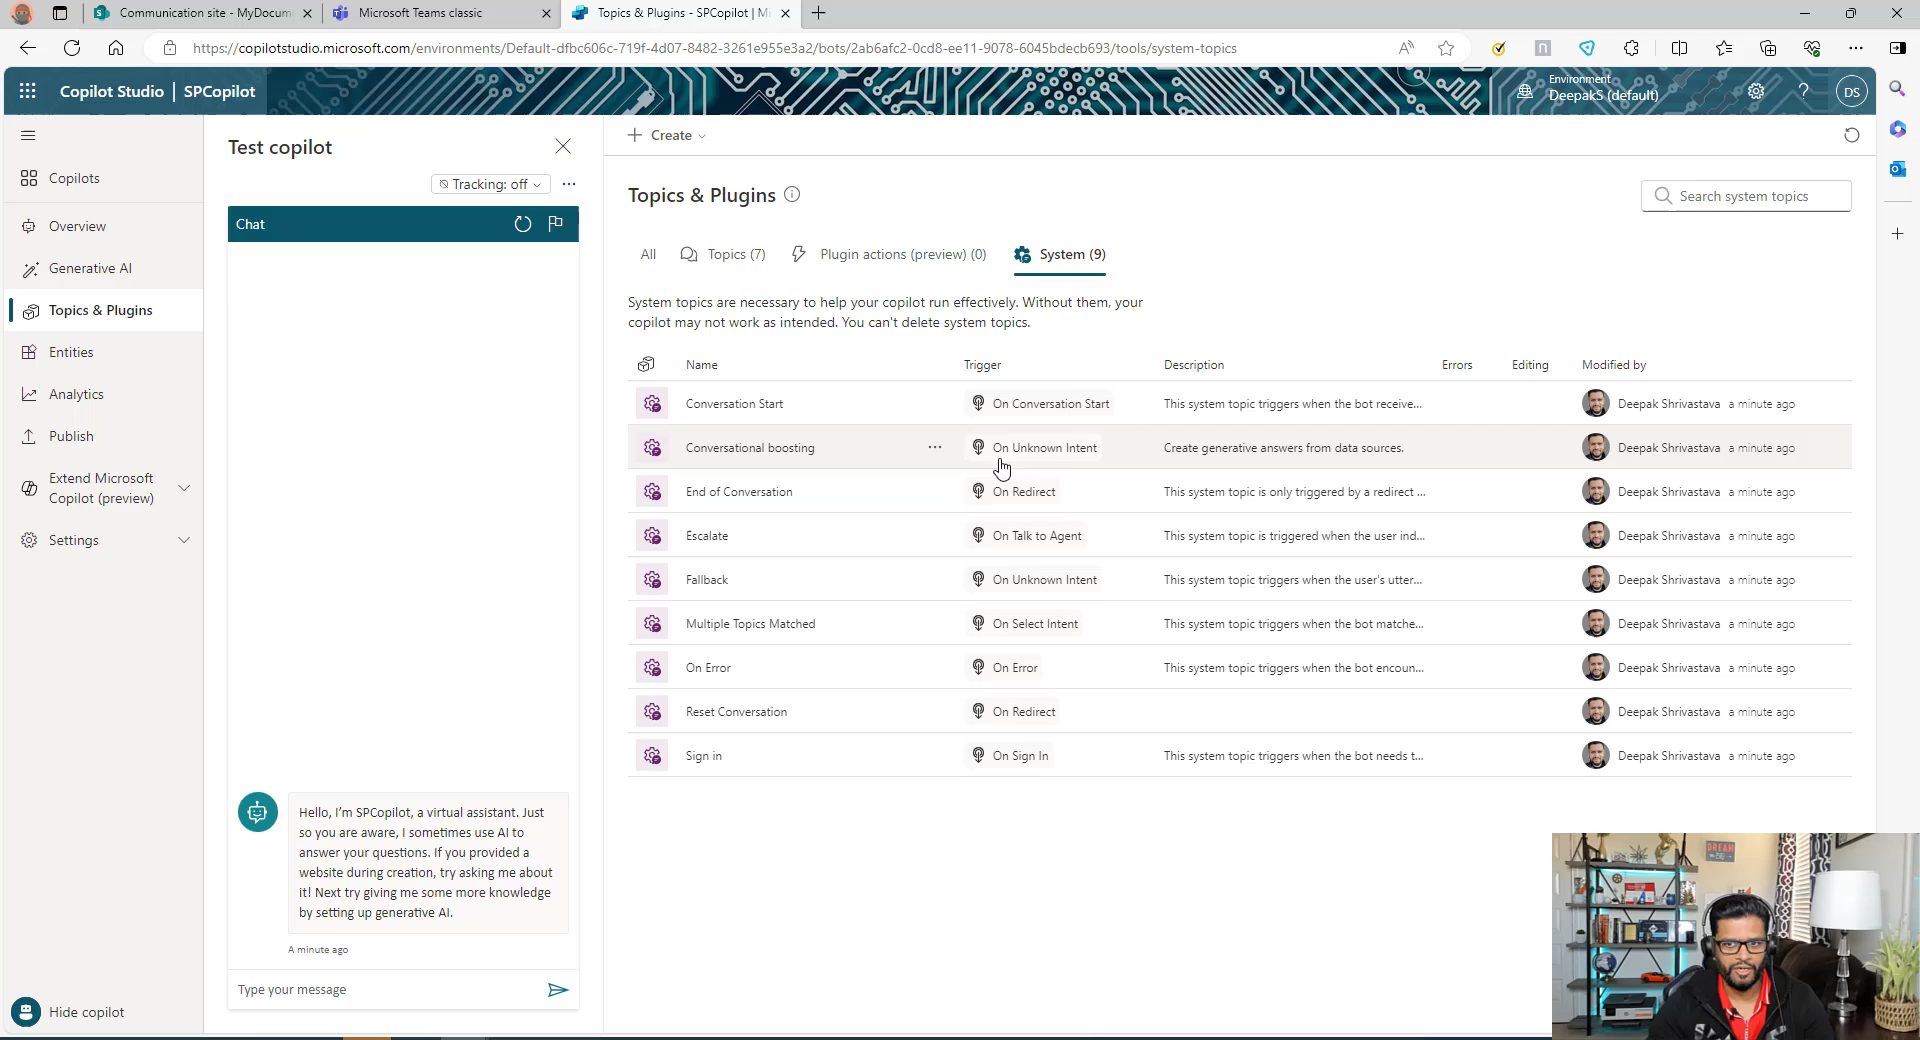 Communication site - MyDocum
Microsoft Teams classic
Topics & Plugins - SPCopilot | M
https://copilotstudio.microsoft.com/environments/Default-dfbc606c-719f-4d07-8482-3261e955e3a2/bots/2ab6afc2-0cd8-ee11-9078-6045bdecb693/tools/system-topics
Copilot Studio | SPCopilot
Environment
DeepakS (default)
?
DS
Copilots
Overview
Generative AI
Topics & Plugins
Entities
Analytics
Publish
Extend Microsoft
Copilot (preview)
Settings
Hide copilot
Test copilot
Tracking: off
Chat
Hello, I'm SPCopilot, a virtual assistant. Just
so you are aware, I sometimes use AI to
answer your questions. If you provided a
website during creation, try asking me about
it! Next try giving me some more knowledge
by setting up generative AI.
A minute ago
Type your message
Create
Topics & Plugins
Search system topics
All
Topics (7)
Plugin actions (preview) (0)
System (9)
System topics are necessary to help your copilot run effectively. Without them, your
copilot may not work as intended. You can't delete system topics.
Name Trigger Description Errors Editing Modified by
Conversation Start On Conversation Start This system topic triggers when the bot receive... Deepak Shrivastava a minute ago
Conversational boosting ... On Unknown Intent Create generative answers from data sources. Deepak Shrivastava a minute ago
End of Conversation On Redirect This system topic is only triggered by a redirect ... Deepak Shrivastava a minute ago
Escalate On Talk to Agent This system topic is triggered when the user ind... Deepak Shrivastava a minute ago
Fallback On Unknown Intent This system topic triggers when the user's utter... Deepak Shrivastava a minute ago
Multiple Topics Matched On Select Intent This system topic triggers when the bot matche... Deepak Shrivastava a minute ago
On Error On Error This system topic triggers when the bot encoun... Deepak Shrivastava a minute ago
Reset Conversation On Redirect Deepak Shrivastava a minute ago
Sign in On Sign In This system topic triggers when the bot needs t... Deepak Shrivastava a minute ago
DREAM
BIG